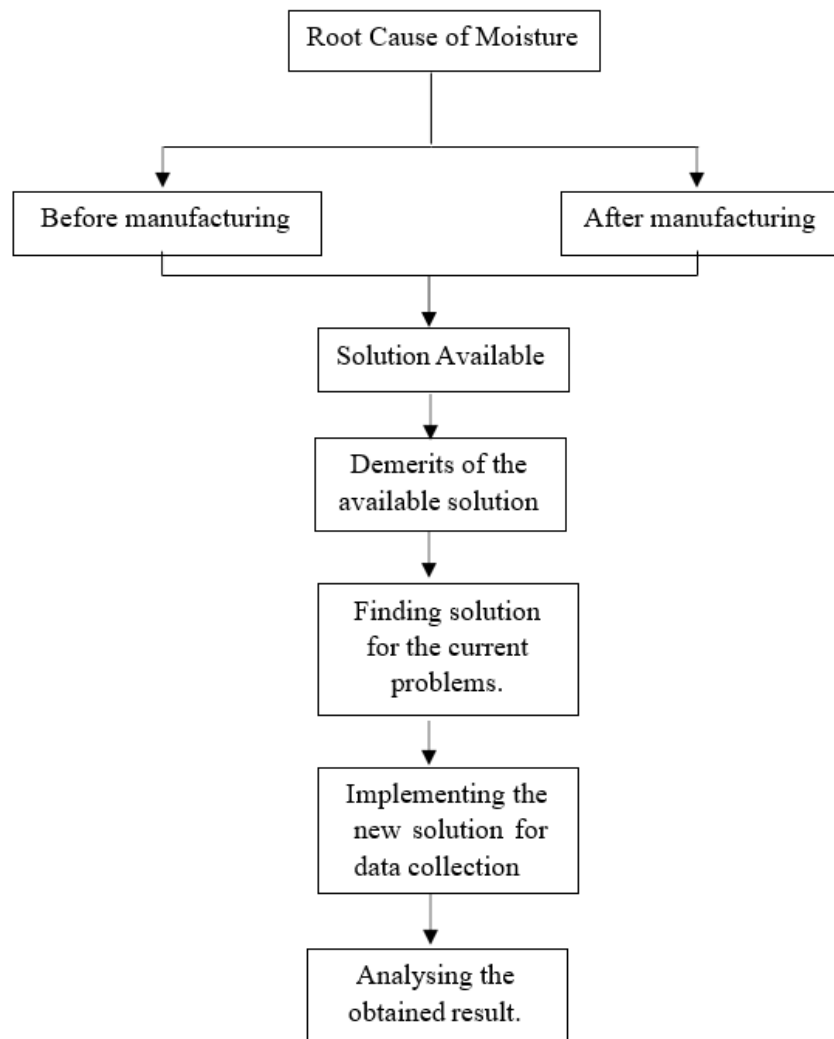 Root Cause of Moisture
Before manufacturing
After manufacturing
Solution Available
Demerits of the
available solution
Finding solution
for the current
problems.
Implementing the
new solution for
data collection
Analysing the
obtained result.